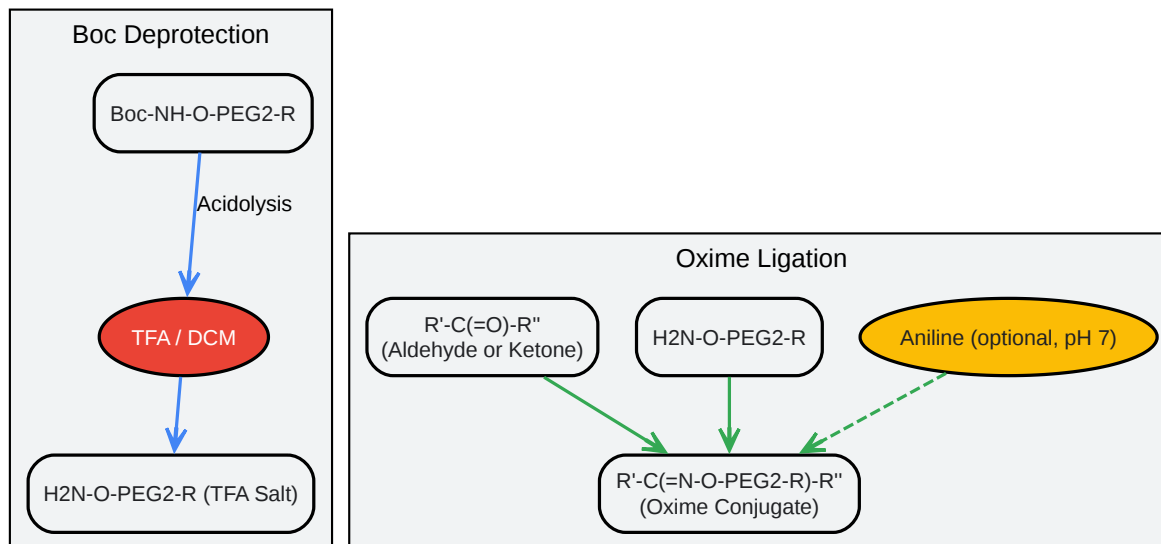 Boc Deprotection
Boc-NH-O-PEG2-R
Acidolysis
TFA / DCM
H2N-O-PEG2-R (TFA Salt)
Oxime Ligation
R'-C(=O)-R''
(Aldehyde or Ketone)
H2N-O-PEG2-R
Aniline (optional, pH 7)
R'-C(=N-O-PEG2-R)-R''
(Oxime Conjugate)